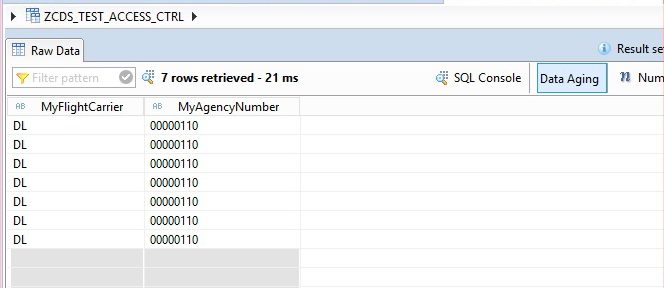 ZCDS_TEST_ACCESS_CTRL
Raw Data
Result se
Filter pattern
7 rows retrieved - 21 ms
SQL Console
Data Aging
n Num
AB MyFlightCarrier AB MyAgencyNumber
DL 00000110
DL 00000110
DL 00000110
DL 00000110
DL 00000110
DL 00000110
DL 00000110